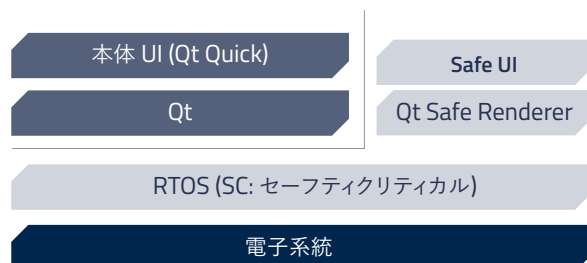 本体 UI (Qt Quick)
Safe UI
Qt
Qt Safe Renderer
RTOS (SC: セーフティクリティカル)
電子系統